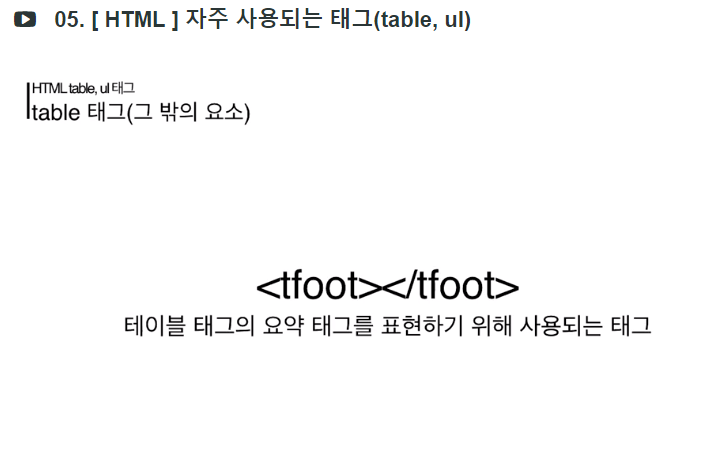 05. [ HTML ] 자주 사용되는 태그(table, ul)
HTML table, ul 태그
table 태그(그 밖의 요소)
<tfoot></tfoot>
테이블 태그의 요약 태그를 표현하기 위해 사용되는 태그